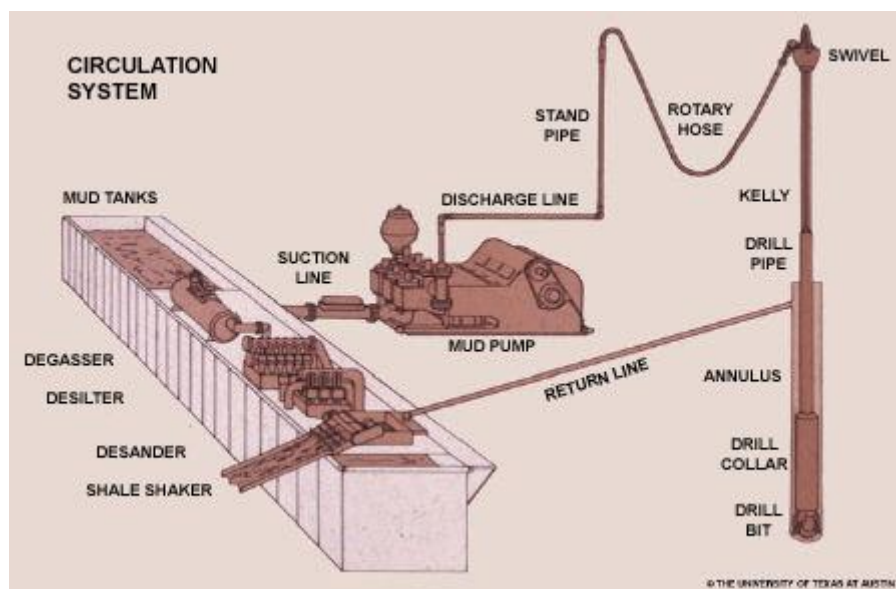 CIRCULATION
SYSTEM
SWIVEL
STAND
PIPE
ROTARY
HOSE
MUD TANKS
DISCHARGE LINE
KELLY
SUCTION
LINE
DRILL
PIPE
MUD PUMP
DEGASSER
RETURN LINE
ANNULUS
DESILTER
DESANDER
DRILL
COLLAR
SHALE SHAKER
DRILL
BIT
© THE UNIVERSITY OF TEXAS AT AUSTIN